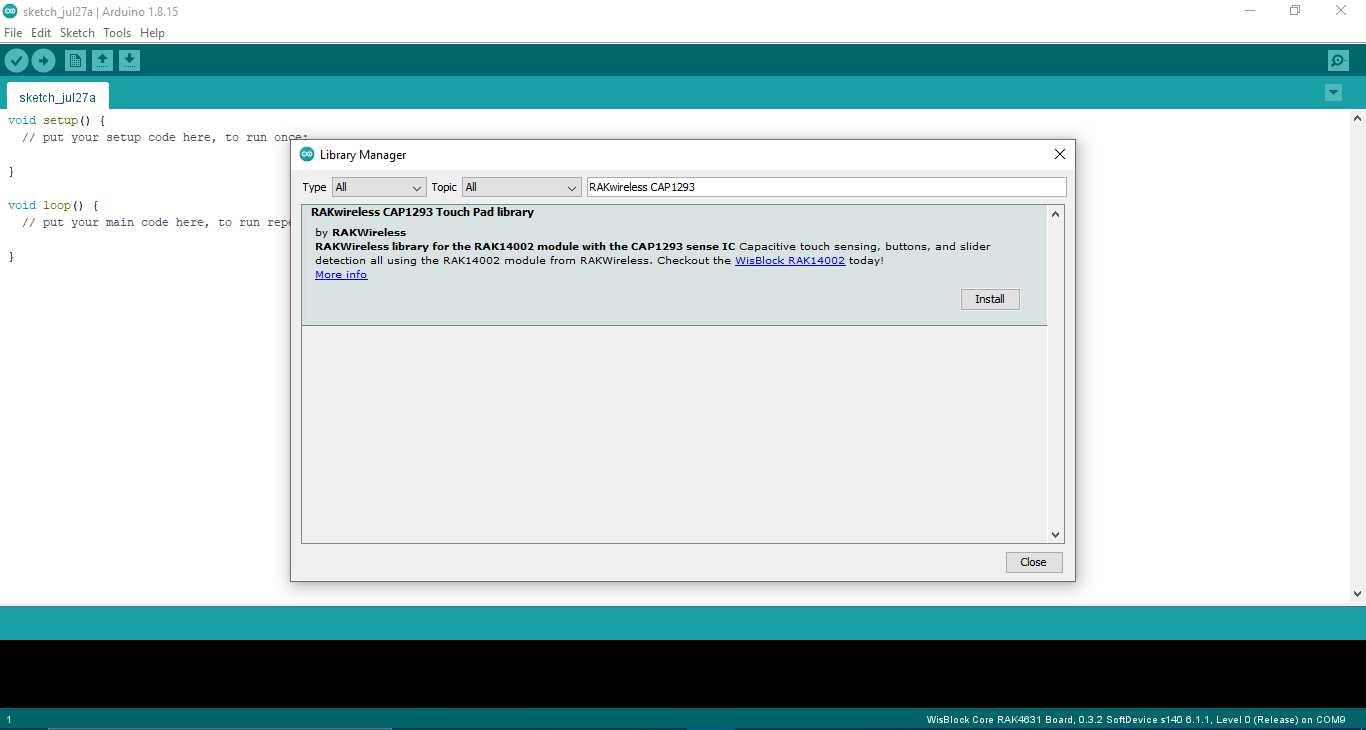 sketch_jul27a | Arduino 1.8.15
File Edit Sketch Tools Help
sketch_jul27a
void setup() {
// put your setup code here, to run once:
}
void loop() {
// put your main code here, to run
}
Library Manager
Type All Topic All RAKwireless CAP1293
RAKwireless CAP1293 Touch Pad library
by RAKWireless
RAKWireless library for the RAK14002 module with the CAP1293 sense IC Capacitive touch sensing, buttons, and slider
detection all using the RAK14002 module from RAKWireless. Checkout the WisBlock RAK14002 today!
More info
Install
Close
1 WisBlock Core RAK4631 Board, 0.3.2 SoftDevice s140 6.1.1, Level 0 (Release) on COM9